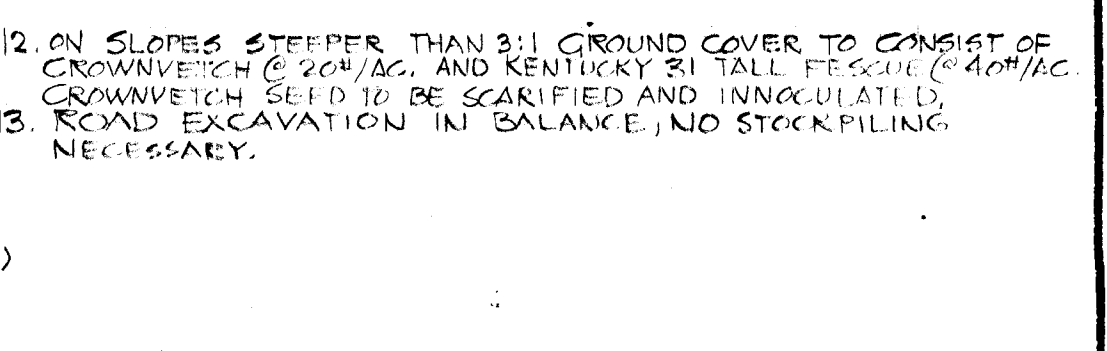 12. ON SLOPES STEEPER THAN 3:1 GROUND COVER TO CONSIST OF
CROWNVETCH @ 20#/AC. AND KENTUCKY 31 TALL FESCUE @ 40#/AC.
CROWNVETCH SEED TO BE SCARIFIED AND INNOCULATED.
13. ROAD EXCAVATION IN BALANCE, NO STOCKPILING
NECESSARY.
)